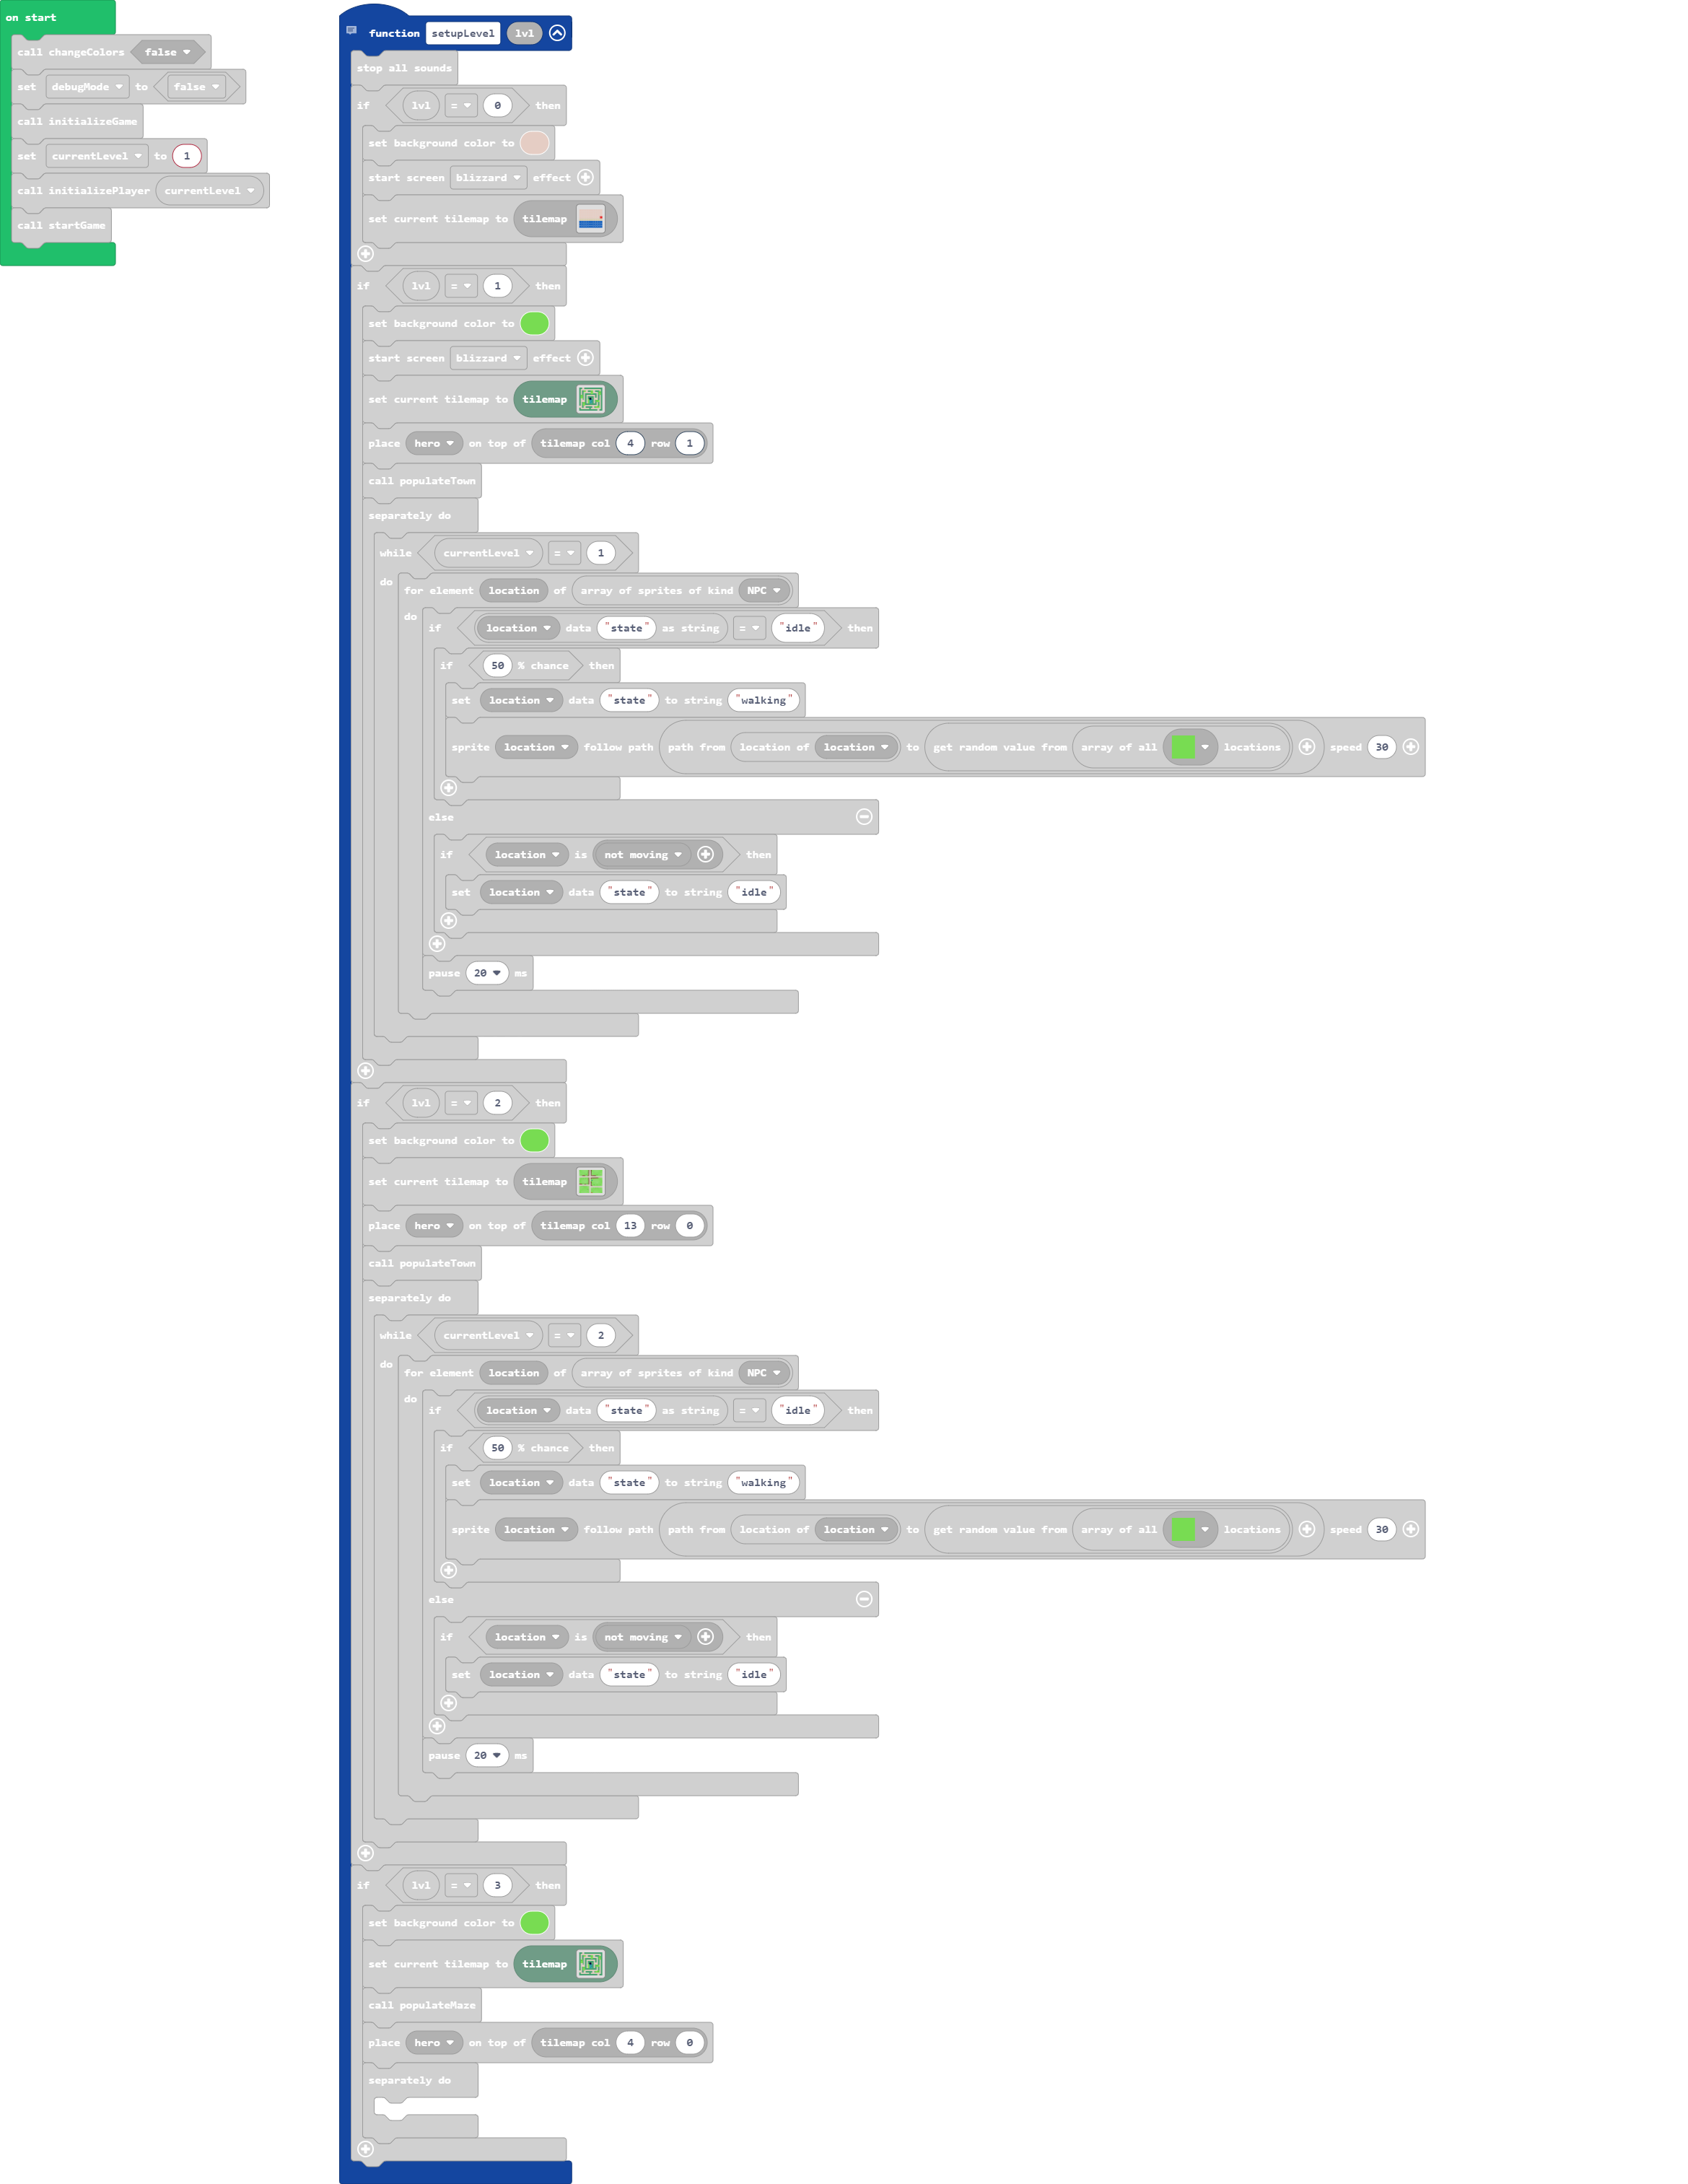 on start
call changeColors false
set debugMode to false
call initializeGame
set currentLevel to 1
call initializePlayer currentLevel
call startGame
function setupLevel lvl
stop all sounds
if lvl = 0 then
set background color to
start screen blizzard effect
set current tilemap to tilemap
if lvl = 1 then
set background color to
start screen blizzard effect
set current tilemap to tilemap
place hero on top of tilemap col 4 row 1
call populateTown
separately do
while currentLevel = 1
do for element location of array of sprites of kind NPC
do if location data "state" as string = "idle" then
if 50 % chance then
set location data "state" to string "walking"
sprite location follow path path from location of location to get random value from array of all locations speed 30
else
if location is not moving then
set location data "state" to string "idle"
pause 20 ms
if lvl = 2 then
set background color to
set current tilemap to tilemap
place hero on top of tilemap col 13 row 0
call populateTown
separately do
while currentLevel = 2
do for element location of array of sprites of kind NPC
do if location data "state" as string = "idle" then
if 50 % chance then
set location data "state" to string "walking"
sprite location follow path path from location of location to get random value from array of all locations speed 30
else
if location is not moving then
set location data "state" to string "idle"
pause 20 ms
if lvl = 3 then
set background color to
set current tilemap to tilemap
call populateMaze
place hero on top of tilemap col 4 row 0
separately do